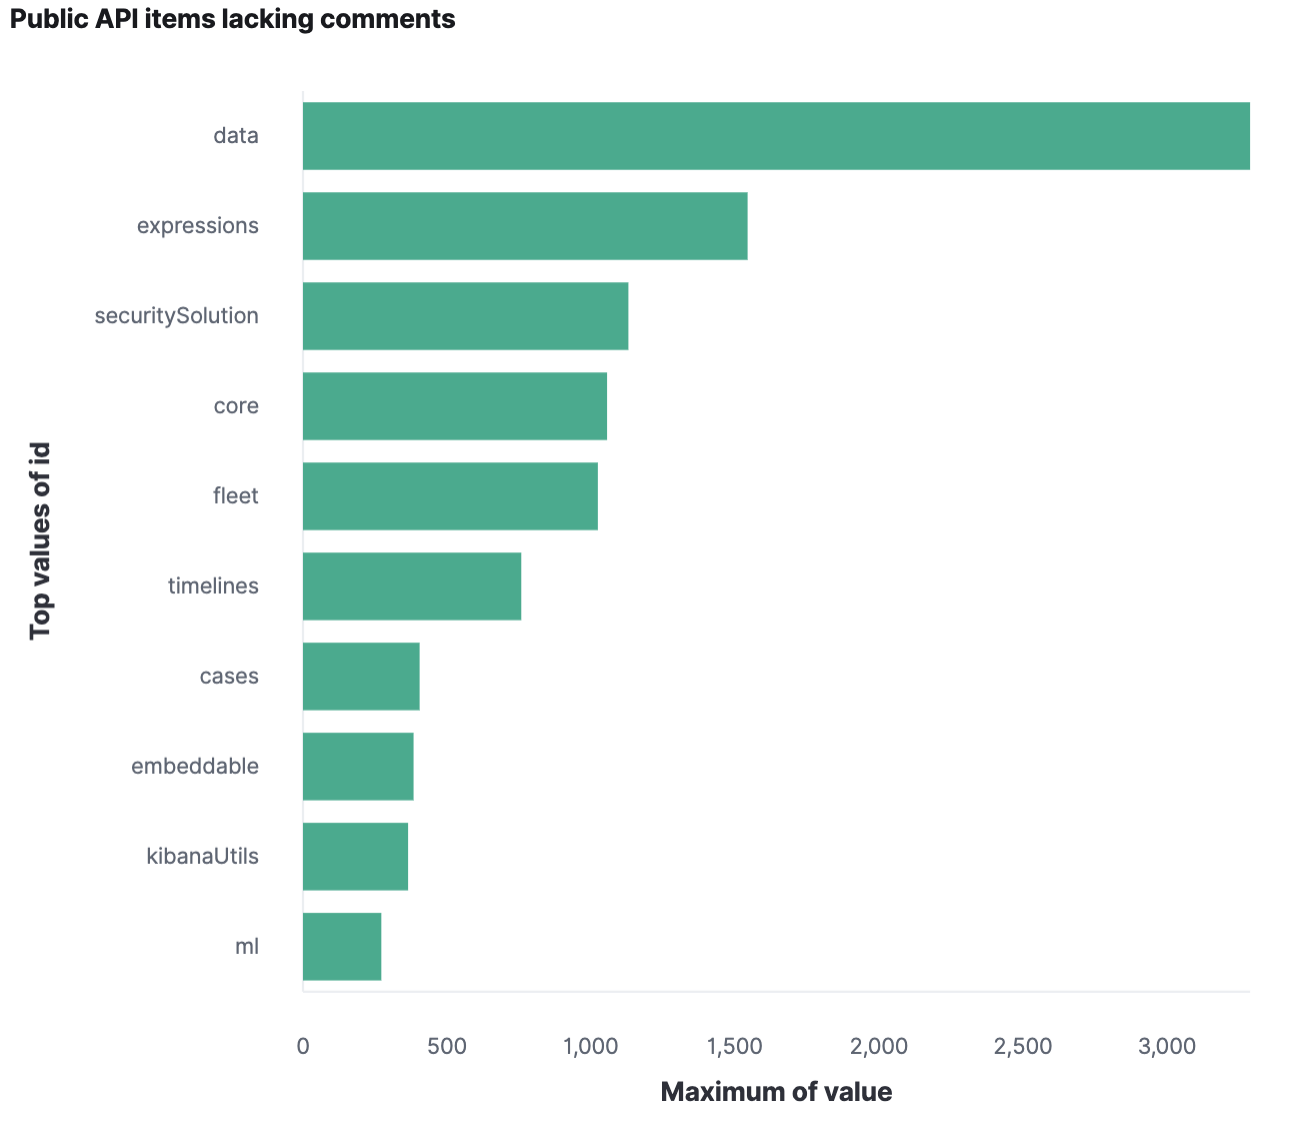 Public API items lacking comments
Top values of id
data
expressions
securitySolution
core
fleet
timelines
cases
embeddable
kibanaUtils
ml
0 500 1,000 1,500 2,000 2,500 3,000
Maximum of value